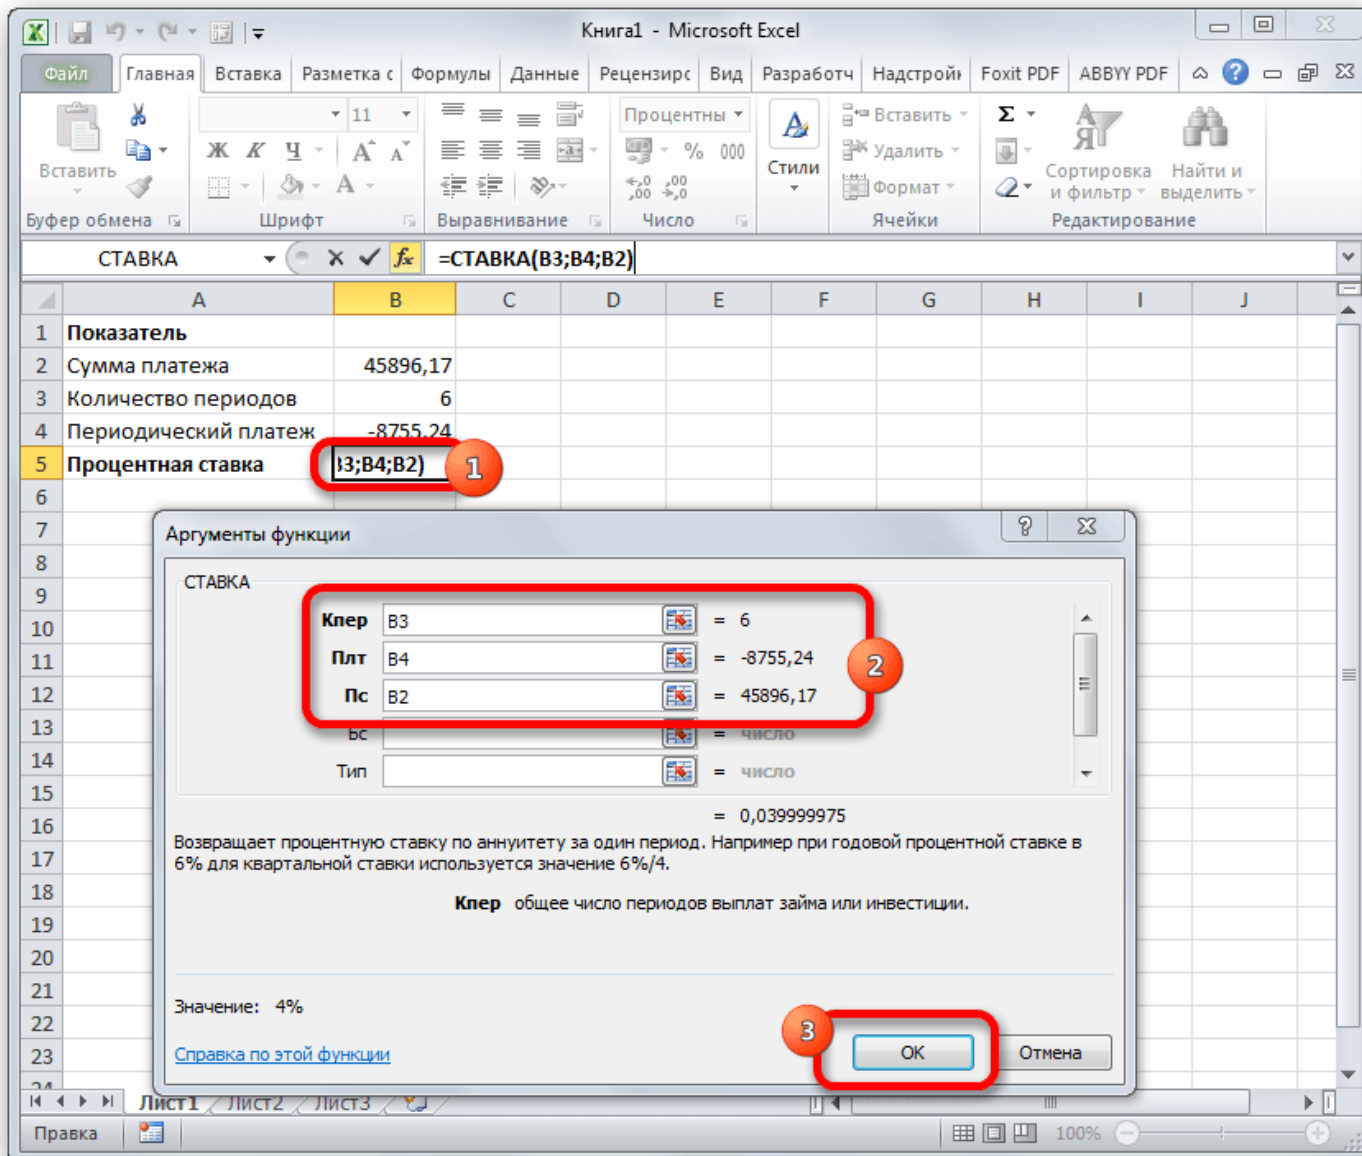 Книга1 - Microsoft Excel
Файл Главная Вставка Разметка с Формулы Данные Рецензирс Вид Разработч Надстройк Foxit PDF ABBYY PDF
11 Процентны Вставить Σ
Ж К Ч А А % 000 Удалить
Вставить Стили Сортировка Найти и
А ,0 ,00 Формат и фильтр выделить
,00 ,0
Буфер обмена Шрифт Выравнивание Число Ячейки Редактирование
СТАВКА fx =СТАВКА(B3;B4;B2)
A B C D E F G H I J
1 Показатель
2 Сумма платежа 45896,17
3 Количество периодов 6
4 Периодический платеж -8755,24
5 Процентная ставка 3;B4;B2) 1
6
7
8
9
10
11
12
13
14
15
16
17
18
19
20
21
22
23
24
Аргументы функции
СТАВКА
Кпер B3 = 6
Плт B4 = -8755,24
2
Пс B2 = 45896,17
Бс = число
Тип = число
= 0,039999975
Возвращает процентную ставку по аннуитету за один период. Например при годовой процентной ставке в
6% для квартальной ставки используется значение 6%/4.
Кпер общее число периодов выплат займа или инвестиции.
Значение: 4%
3
Справка по этой функции ОК Отмена
Лист1 Лист2 Лист3
Правка 100%